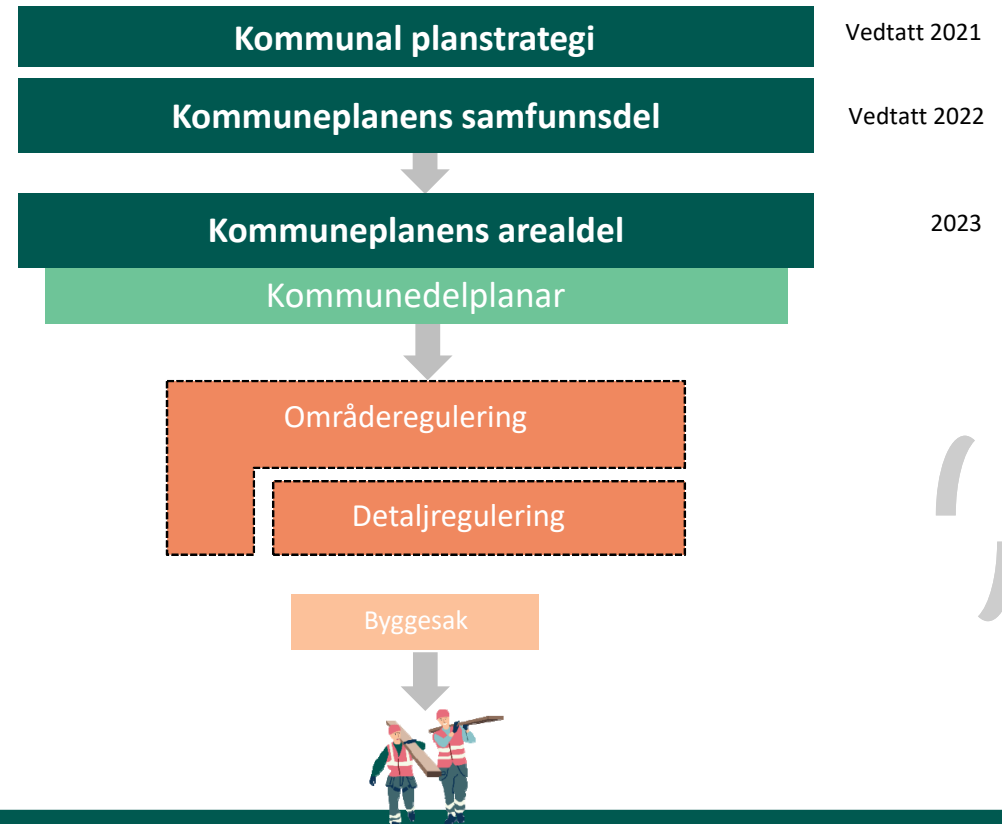 Kommunal planstrategi
Vedtatt 2021
Kommuneplanens samfunnsdel
Vedtatt 2022
Kommuneplanens arealdel
2023
Kommunedelplanar
Områderegulering
Detaljregulering
Byggesak